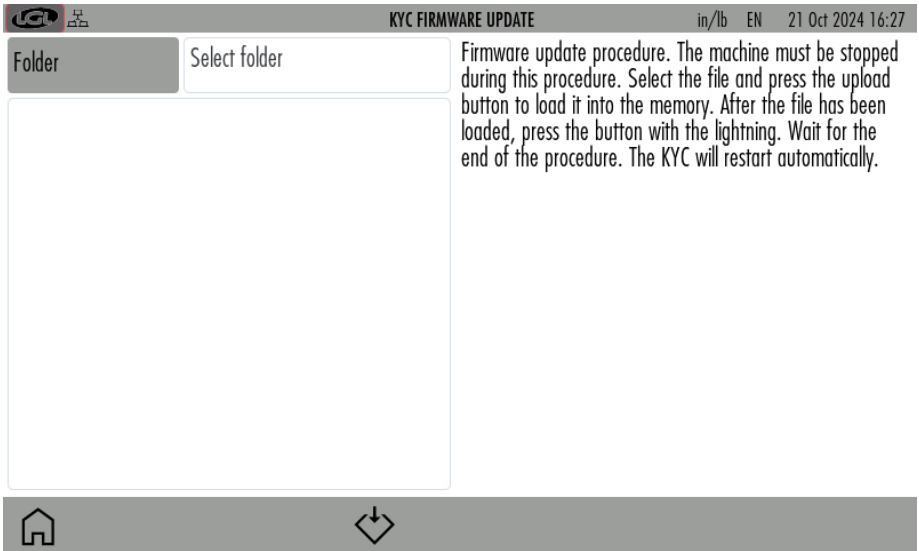 LGL KYC FIRMWARE UPDATE in/lb EN 21 Oct 2024 16:27
Folder Select folder
Firmware update procedure. The machine must be stopped
during this procedure. Select the file and press the upload
button to load it into the memory. After the file has been
loaded, press the button with the lightning. Wait for the
end of the procedure. The KYC will restart automatically.